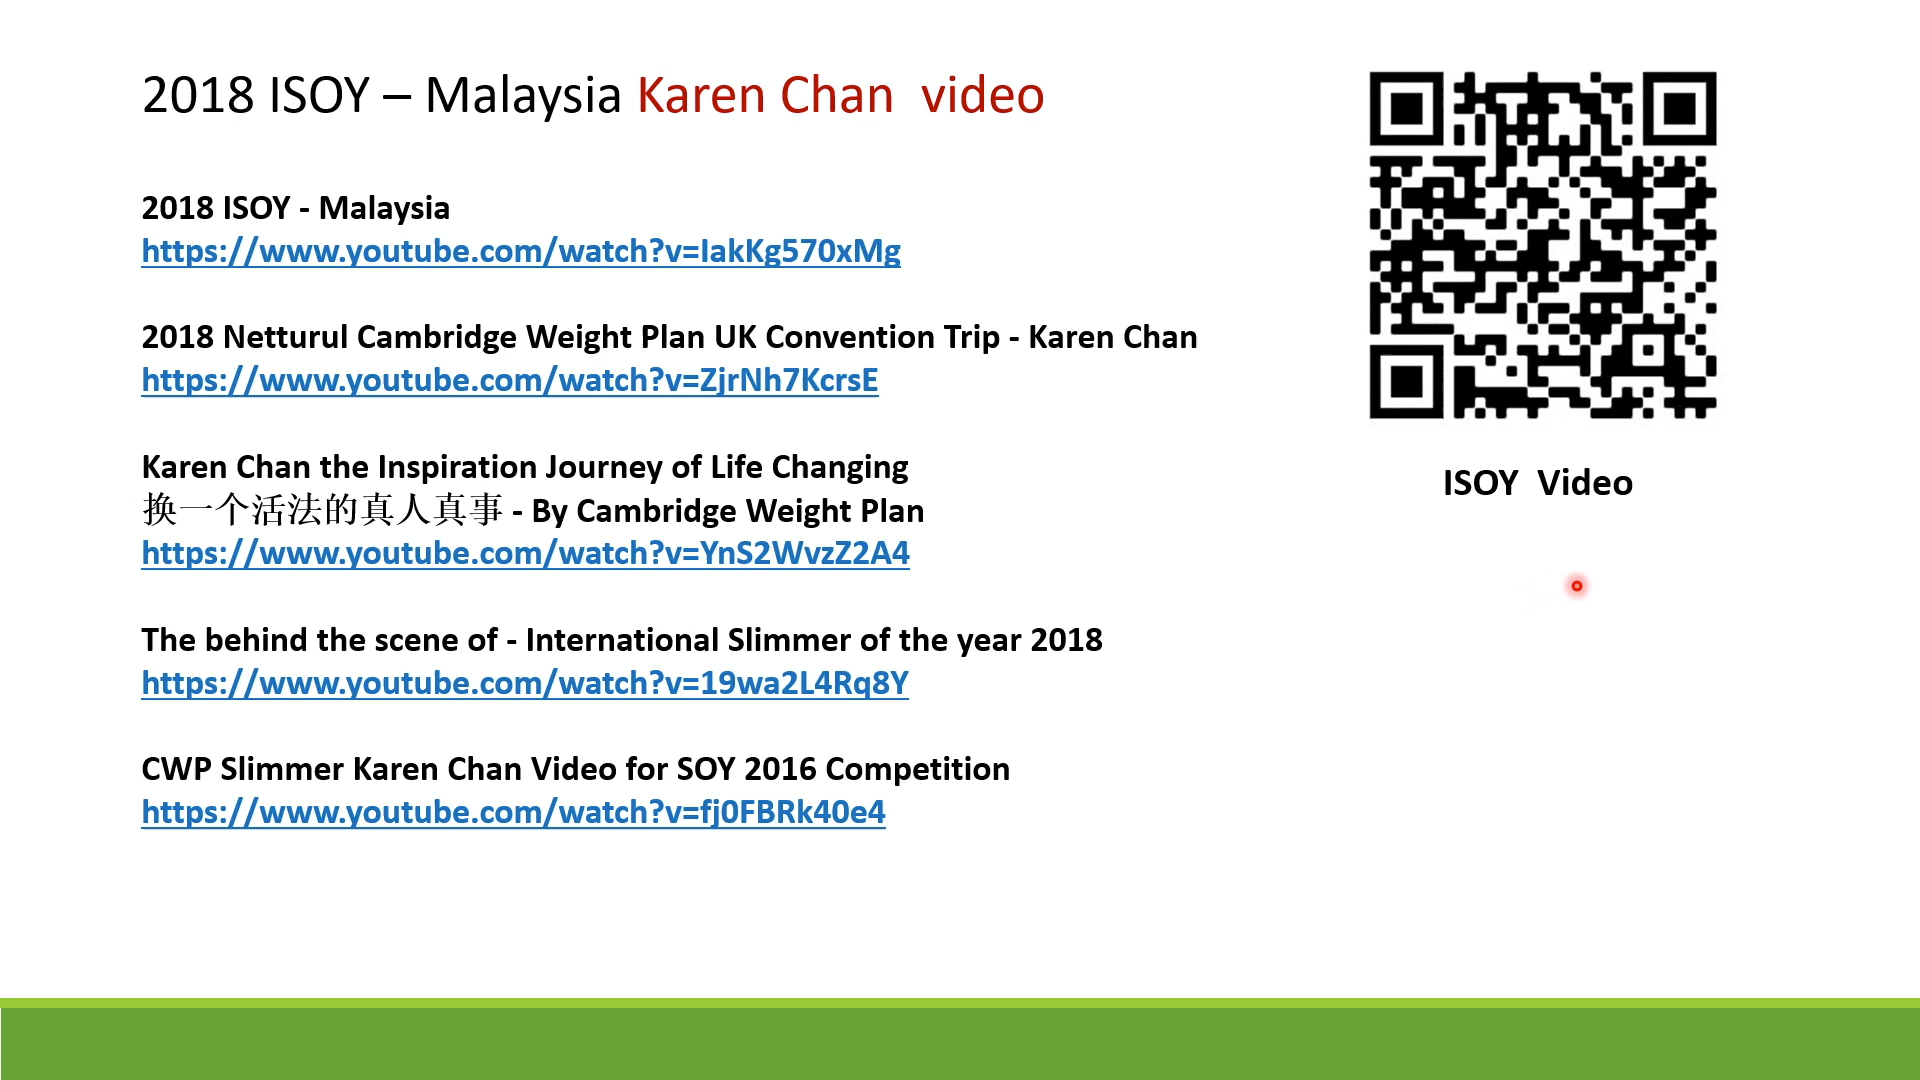 2018 ISOY – Malaysia Karen Chan  video
2018 ISOY - Malaysia
https://www.youtube.com/watch?v=IakKg570xMg
2018 Netturul Cambridge Weight Plan UK Convention Trip - Karen Chan
https://www.youtube.com/watch?v=ZjrNh7KcrsE
Karen Chan the Inspiration Journey of Life Changing
换一个活法的真人真事 - By Cambridge Weight Plan
https://www.youtube.com/watch?v=YnS2WvzZ2A4
The behind the scene of - International Slimmer of the year 2018
https://www.youtube.com/watch?v=19wa2L4Rq8Y
CWP Slimmer Karen Chan Video for SOY 2016 Competition
https://www.youtube.com/watch?v=fj0FBRk40e4
ISOY  Video